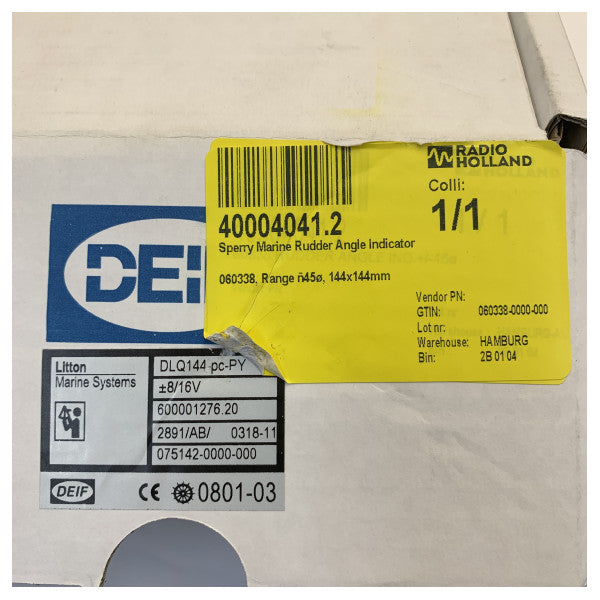 RADIO
HOLLAND
Colli:
1/1
40004041.2
Sperry Marine Rudder Angle Indicator
060338. Range ñ45ø, 144x144mm
Vendor PN:
GTIN: 060338-0000-000
Lot nr:
Warehouse: HAMBURG
Bin: 2B 01 04
DEIF
Litton
Marine Systems
DLQ144 pc-PY
±8/16V
600001276.20
2891/AB/ 0318-11
075142-0000-000
DEIF
CE 0801-03